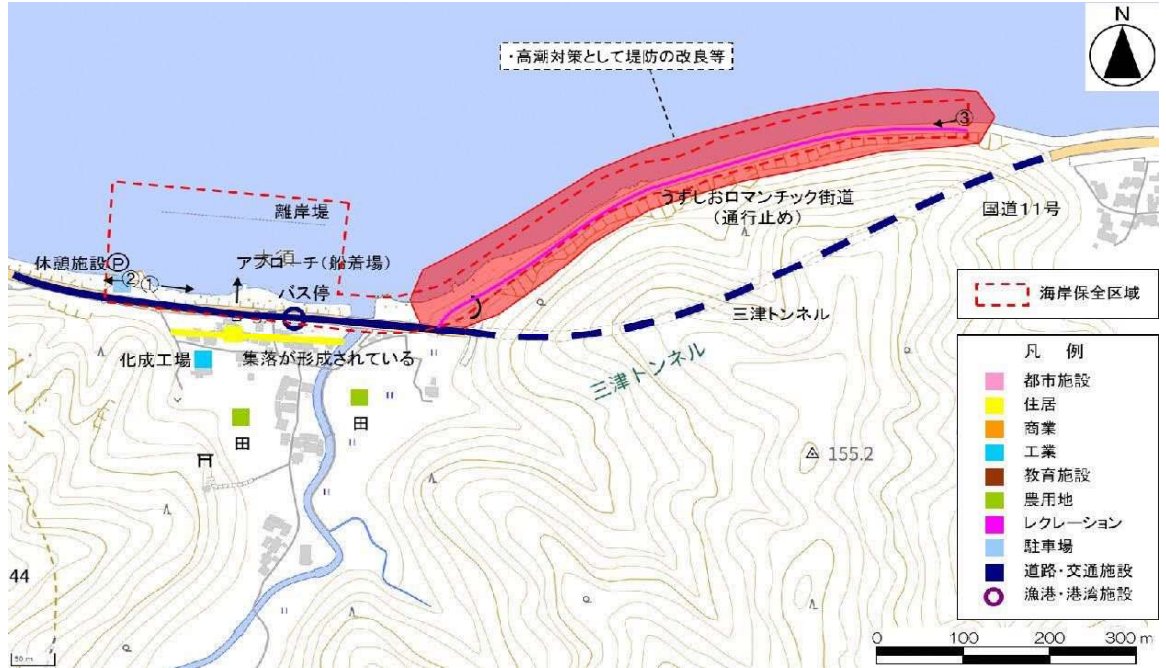 N
・高潮対策として堤防の改良等
③
離岸堤
うずしおロマンチック街道
(通行止め)
国道11号
大須
休憩施設Ⓟ
アプローチ(船着場)
②
①
バス停
海岸保全区域
三津トンネル
化成工場
集落が形成されている
三津トンネル
凡 例
都市施設
住居
商業
工業
教育施設
農用地
レクレーション
駐車場
道路・交通施設
漁港・港湾施設
田
田
155.2
44
50m
0 100 200 300 m